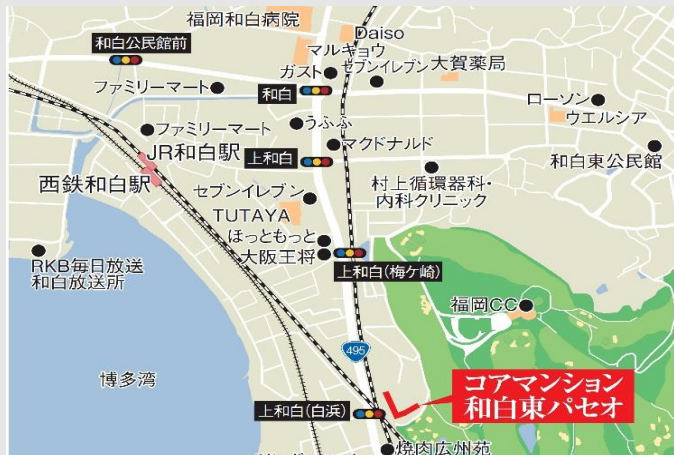 福岡和白病院
Daiso
マルキョウ
和白公民館前
ガスト
セブンイレブン
大賀薬局
ファミリーマート
和白
ローソン
ウエルシア
ファミリーマート
うふふ
マクドナルド
JR和白駅
上和白
和白東公民館
西鉄和白駅
セブンイレブン
村上循環器科・
内科クリニック
TUTAYA
ほっともっと
大阪王将
RKB毎日放送
和白放送所
上和白(梅ケ崎)
福岡CC
495
博多湾
コアマンション
和白東パセオ
上和白(白浜)
焼肉広州苑